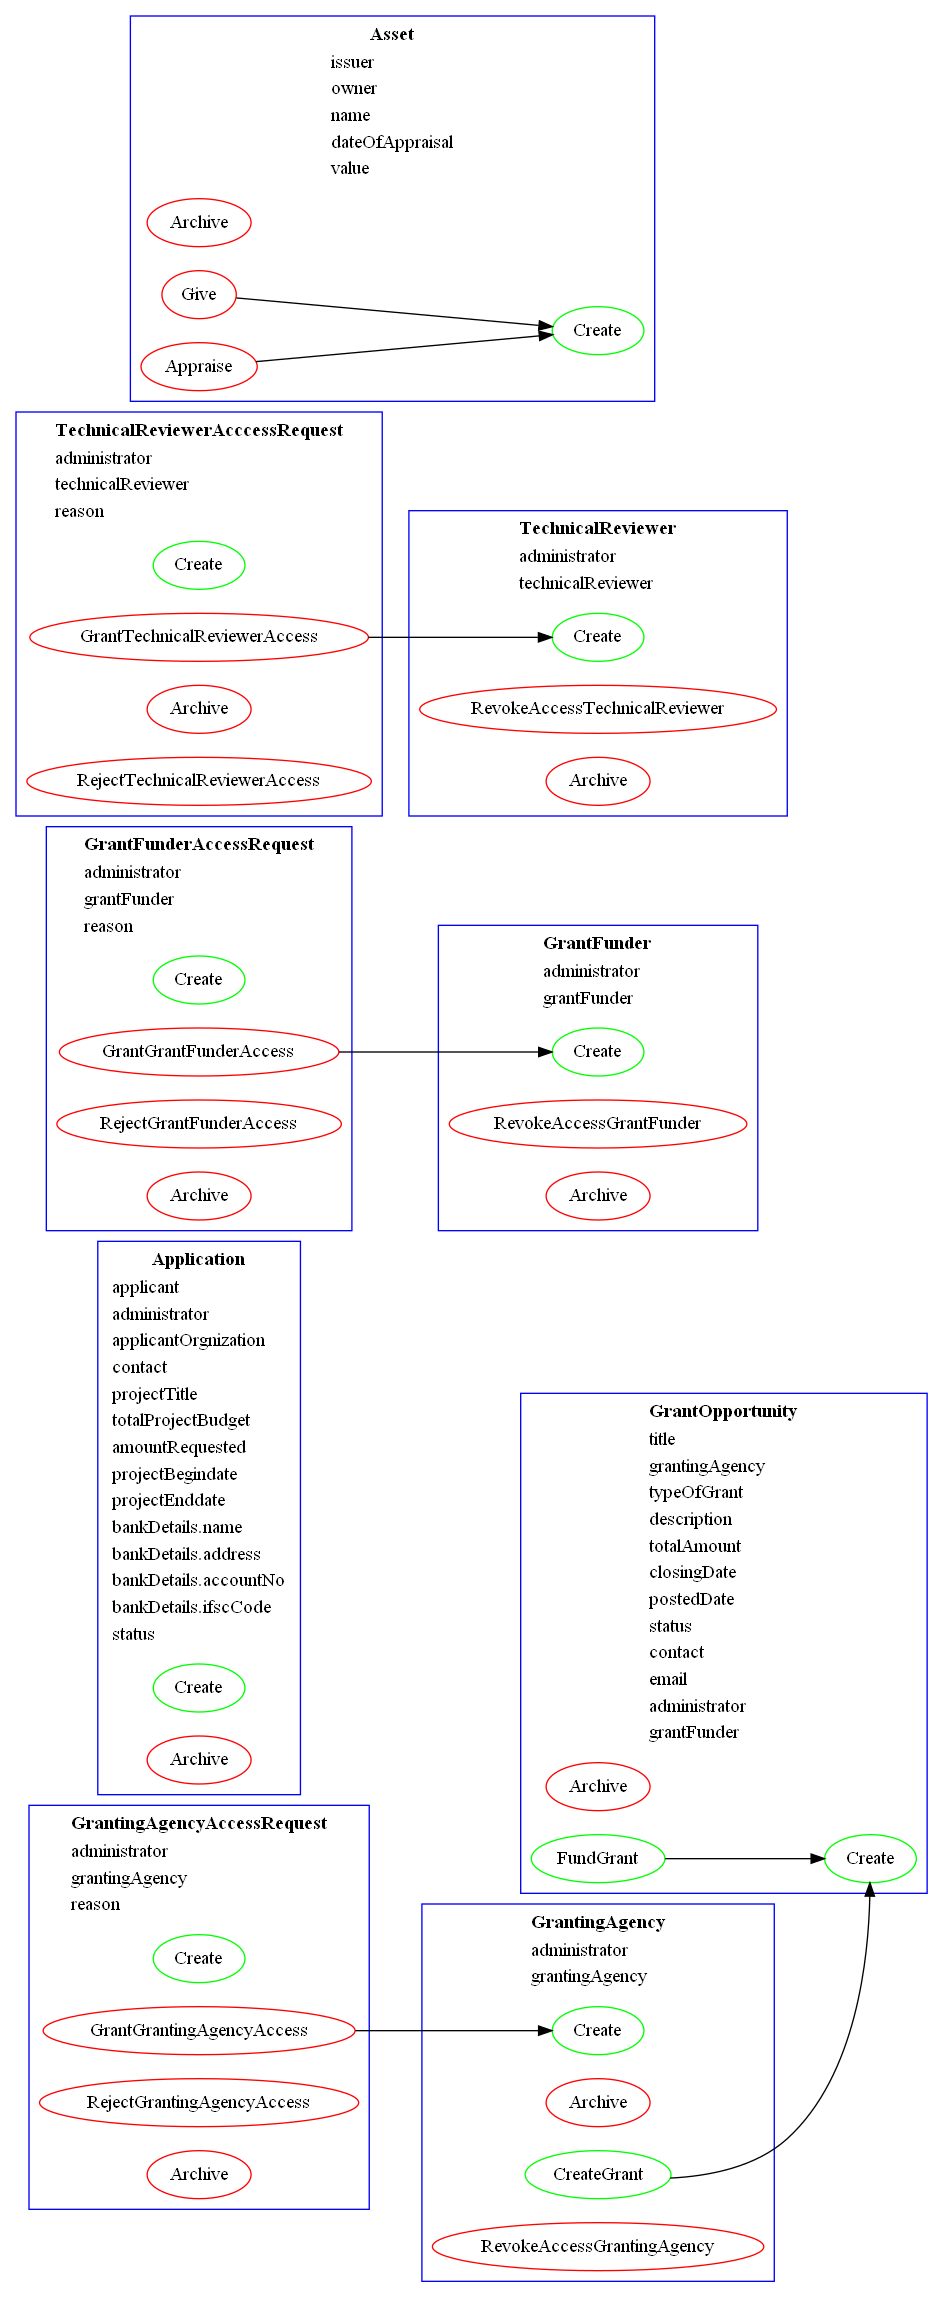 Asset
issuer
owner
name
dateOfAppraisal
value
Archive
Give
Create
Appraise
TechnicalReviewerAcccessRequest
administrator
technicalReviewer
reason
Create
GrantTechnicalReviewerAccess
Archive
RejectTechnicalReviewerAccess
TechnicalReviewer
administrator
technicalReviewer
Create
RevokeAccessTechnicalReviewer
Archive
GrantFunderAccessRequest
administrator
grantFunder
reason
Create
GrantGrantFunderAccess
RejectGrantFunderAccess
Archive
GrantFunder
administrator
grantFunder
Create
RevokeAccessGrantFunder
Archive
Application
applicant
administrator
applicantOrgnization
contact
projectTitle
totalProjectBudget
amountRequested
projectBegindate
projectEnddate
bankDetails.name
bankDetails.address
bankDetails.accountNo
bankDetails.ifscCode
status
Create
Archive
GrantOpportunity
title
grantingAgency
typeOfGrant
description
totalAmount
closingDate
postedDate
status
contact
email
administrator
grantFunder
Archive
FundGrant
Create
GrantingAgencyAccessRequest
administrator
grantingAgency
reason
Create
GrantGrantingAgencyAccess
RejectGrantingAgencyAccess
Archive
GrantingAgency
administrator
grantingAgency
Create
Archive
CreateGrant
RevokeAccessGrantingAgency